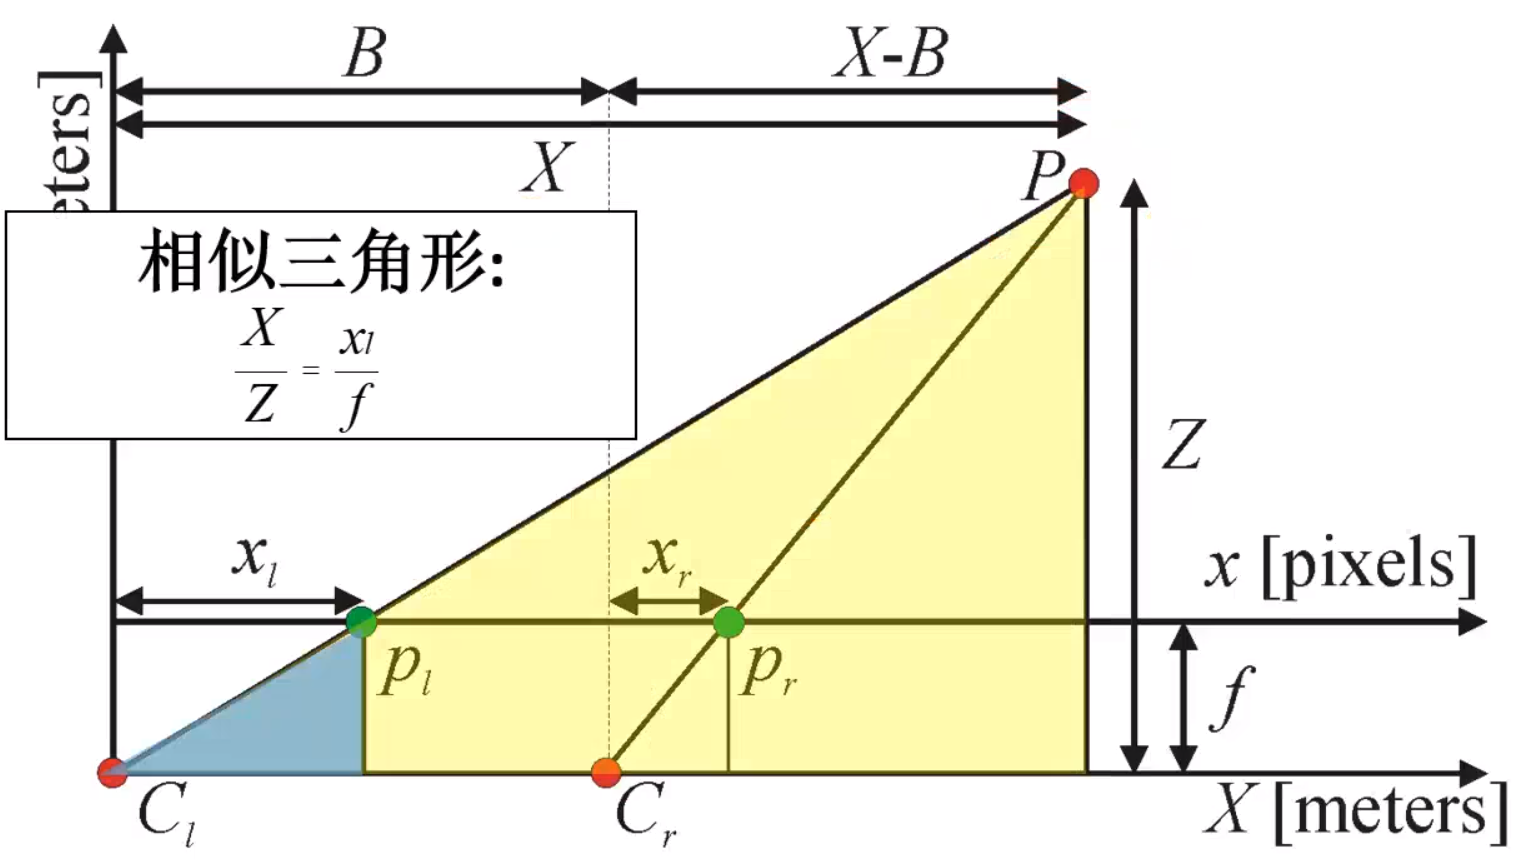 B
X-B
X
P
eters]
相似三角形:
X/Z = xl/f
Z
xl
xr
x [pixels]
pl
pr
f
Cl
Cr
X [meters]